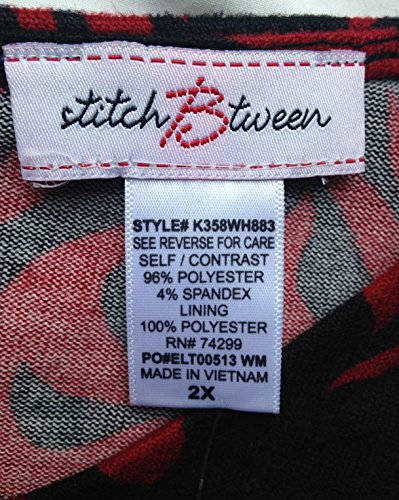 stitch B tween
STYLE# K358WH883
SEE REVERSE FOR CARE
SELF / CONTRAST
96% POLYESTER
4% SPANDEX
LINING
100% POLYESTER
RN# 74299
PO#ELT00513 WM
MADE IN VIETNAM
2X